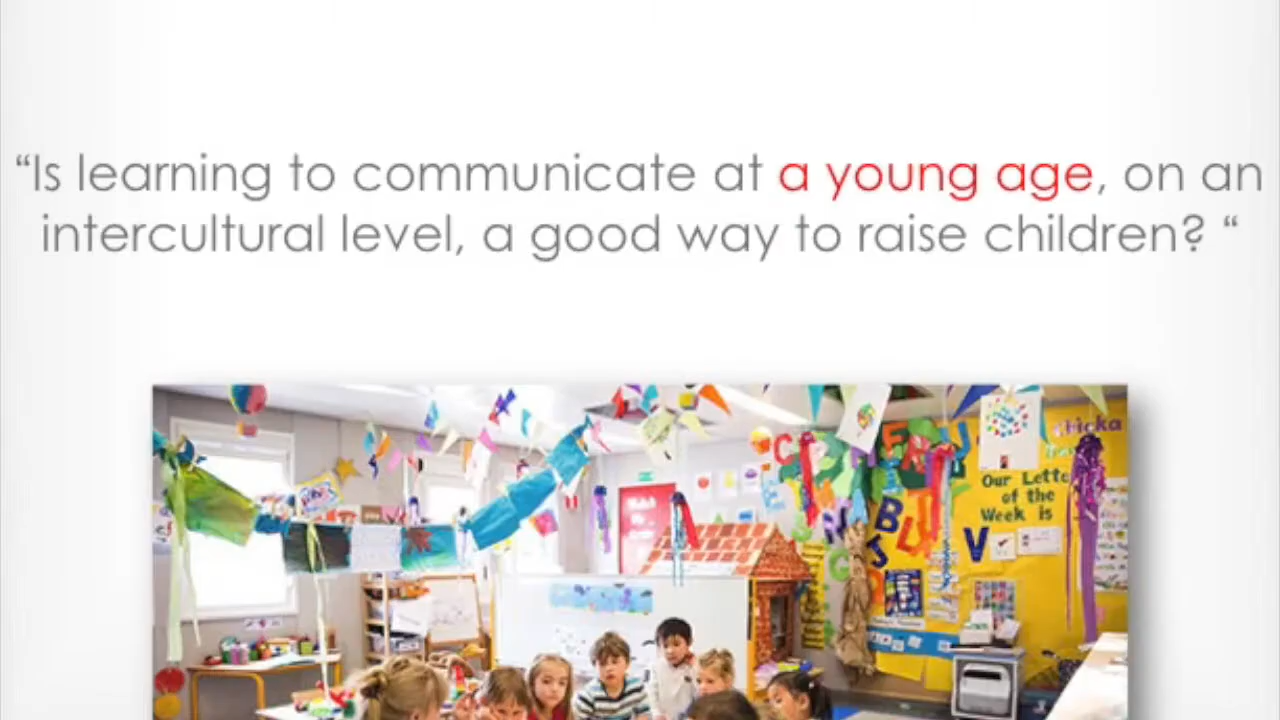 “Is learning to communicate at a young age, on an
intercultural level, a good way to raise children? “
Our Lette
of the
Week is
V